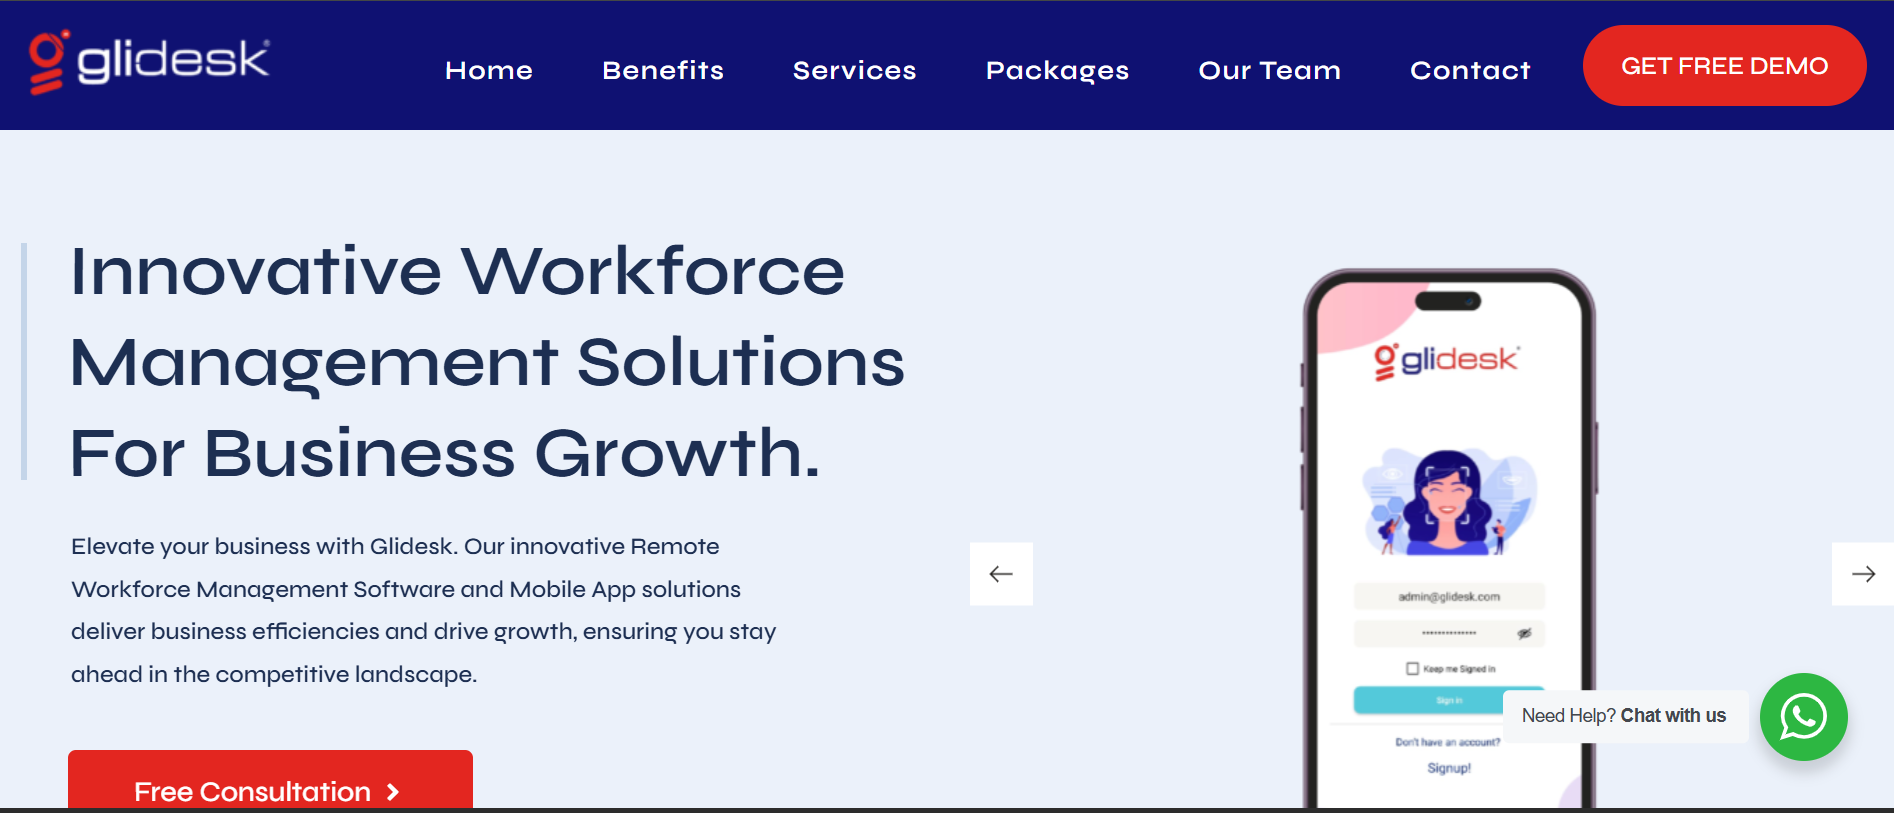 glidesk®
Home Benefits Services Packages Our Team Contact GET FREE DEMO
Innovative Workforce
Management Solutions
For Business Growth.
Elevate your business with Glidesk. Our innovative Remote
Workforce Management Software and Mobile App solutions
deliver business efficiencies and drive growth, ensuring you stay
ahead in the competitive landscape.
Free Consultation
glidesk
admin@glidesk.com
Keep me Signed in
Sign in
Don't have an account?
Signup!
Need Help? Chat with us